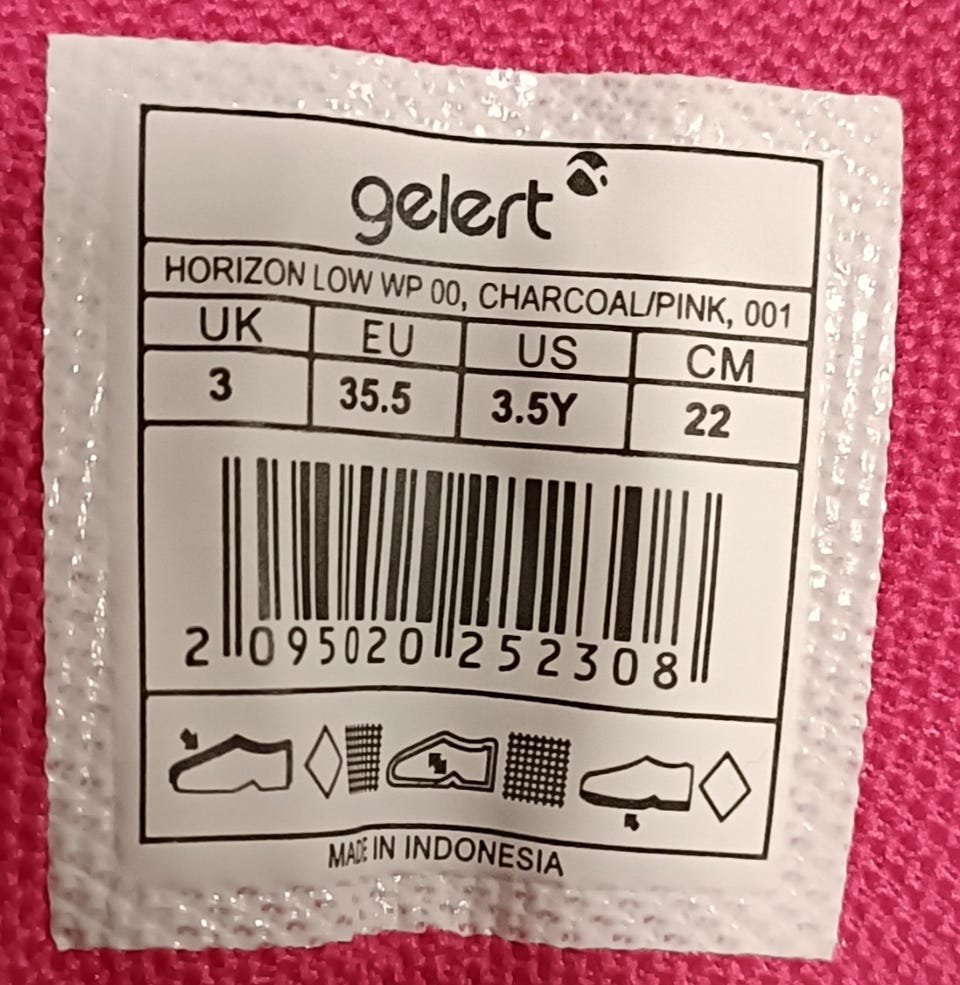 gelert
HORIZON LOW WP 00, CHARCOAL/PINK, 001
UK EU US CM
3 35.5 3.5Y 22
2 095020 252308
MADE IN INDONESIA